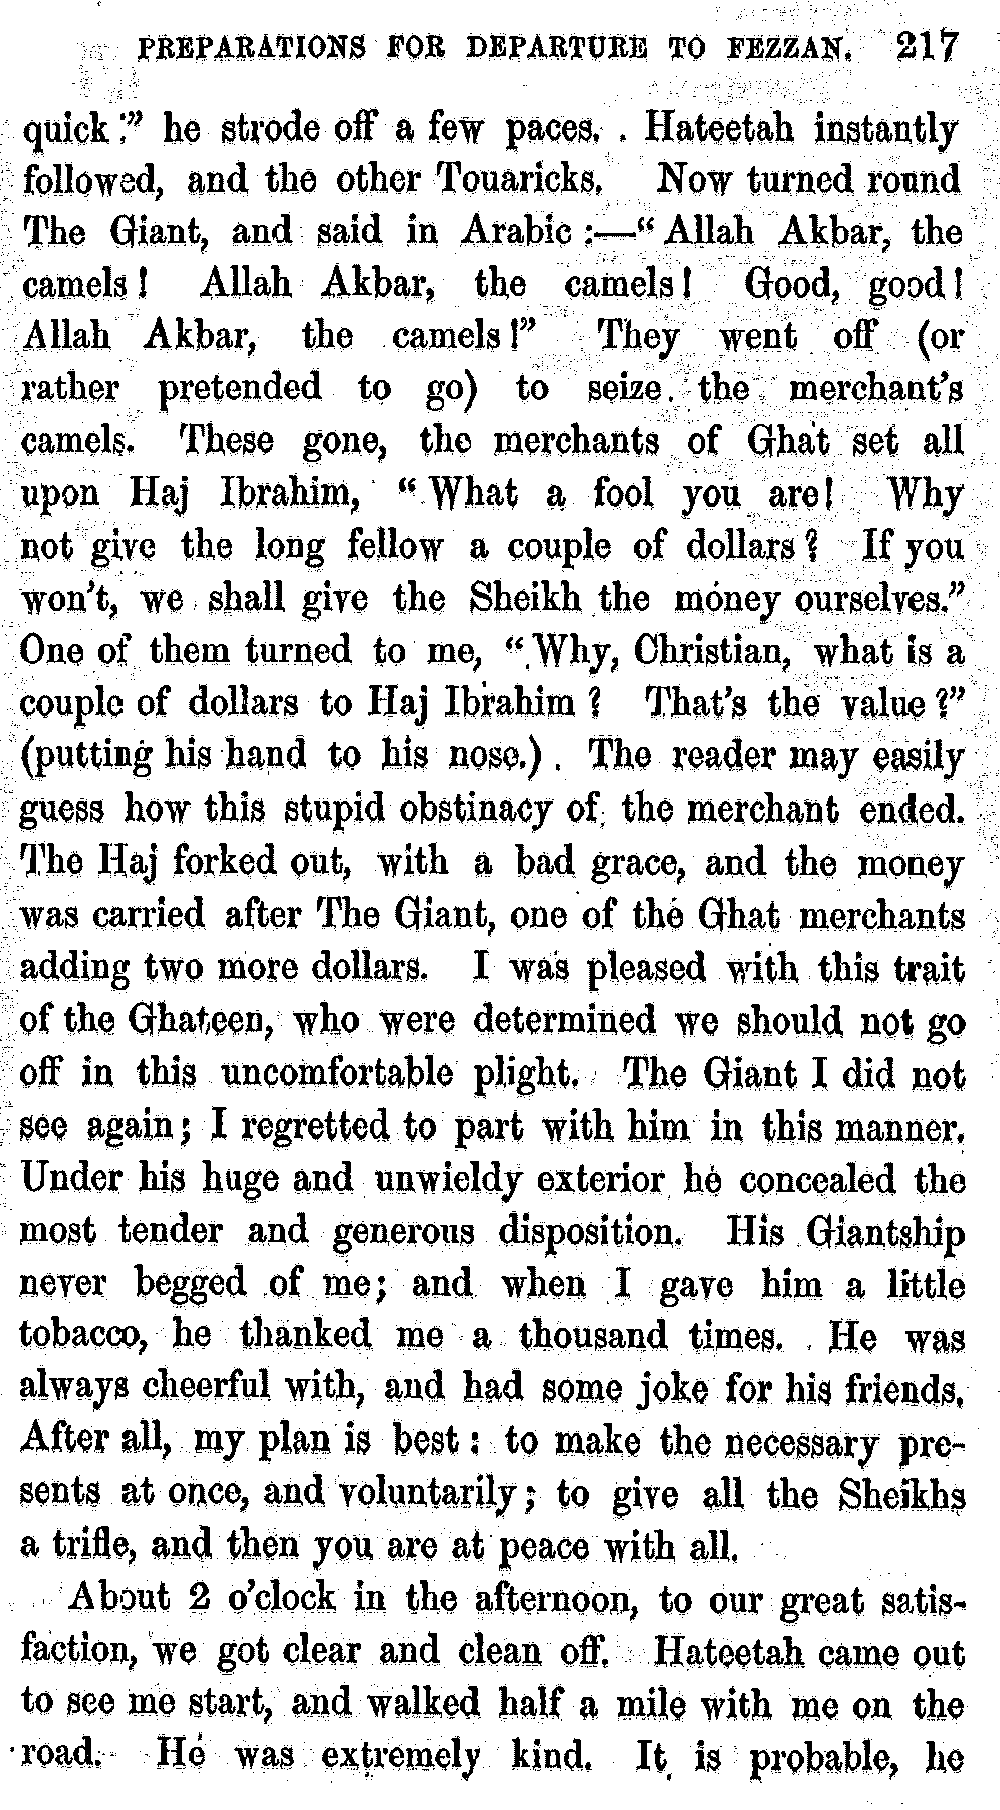 PREPARATIONS FOR DEPARTURE TO FEZZAN. 217
quick:” he strode off a few paces. Hateetah instantly
followed, and the other Touaricks. Now turned round
The Giant, and said in Arabic :—“Allah Akbar, the
camels! Allah Akbar, the camels! Good, good!
Allah Akbar, the camels!” They went off (or
rather pretended to go) to seize the merchant’s
camels. These gone, the merchants of Ghat set all
upon Haj Ibrahim, “What a fool you are! Why
not give the long fellow a couple of dollars? If you
won’t, we shall give the Sheikh the money ourselves.”
One of them turned to me, “Why, Christian, what is a
couple of dollars to Haj Ibrahim? That’s the value?”
(putting his hand to his nose.) The reader may easily
guess how this stupid obstinacy of the merchant ended.
The Haj forked out, with a bad grace, and the money
was carried after The Giant, one of the Ghat merchants
adding two more dollars. I was pleased with this trait
of the Ghateen, who were determined we should not go
off in this uncomfortable plight. The Giant I did not
see again; I regretted to part with him in this manner.
Under his huge and unwieldy exterior he concealed the
most tender and generous disposition. His Giantship
never begged of me; and when I gave him a little
tobacco, he thanked me a thousand times. He was
always cheerful with, and had some joke for his friends.
After all, my plan is best: to make the necessary pre-
sents at once, and voluntarily; to give all the Sheikhs
a trifle, and then you are at peace with all.
About 2 o’clock in the afternoon, to our great satis-
faction, we got clear and clean off. Hateetah came out
to see me start, and walked half a mile with me on the
road. He was extremely kind. It is probable, he